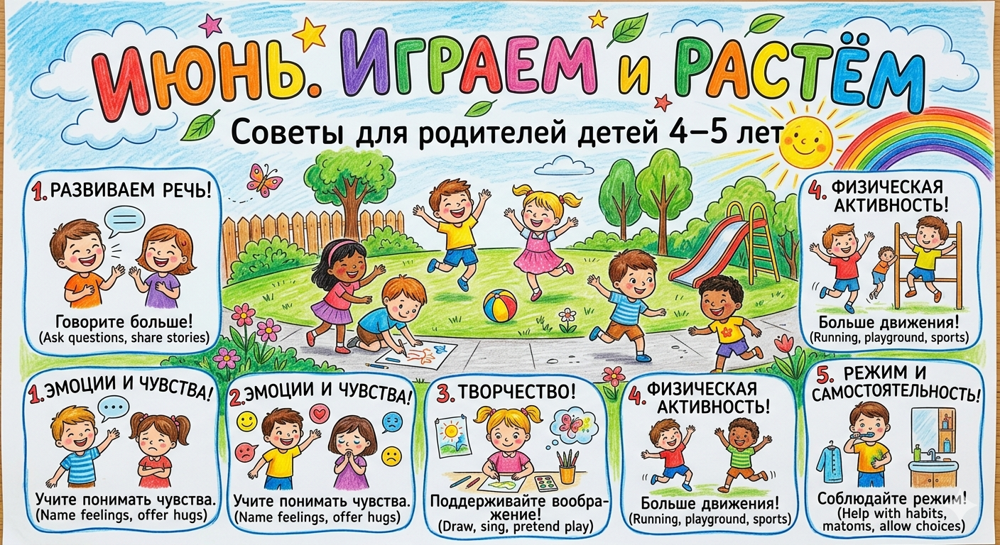 ИЮНЬ. ИГРАЕМ и РАСТЁМ
Советы для родителей детей 4–5 лет
1. РАЗВИВАЕМ РЕЧЬ!
Говорите больше!
(Ask questions, share stories)
4. ФИЗИЧЕСКАЯ
АКТИВНОСТЬ!
Больше движения!
(Running, playground, sports)
1. ЭМОЦИИ И ЧУВСТВА!
Учите понимать чувства.
(Name feelings, offer hugs)
2. ЭМОЦИИ И ЧУВСТВА!
Учите понимать чувства.
(Name feelings, offer hugs)
3. ТВОРЧЕСТВО!
Поддерживайте вообра-
жение!
(Draw, sing, pretend play)
4. ФИЗИЧЕСКАЯ
АКТИВНОСТЬ!
Больше движения!
(Running, playground, sports)
5. РЕЖИМ И
САМОСТОЯТЕЛЬНОСТЬ!
Соблюдайте режим!
(Help with habits,
matoms, allow choices)